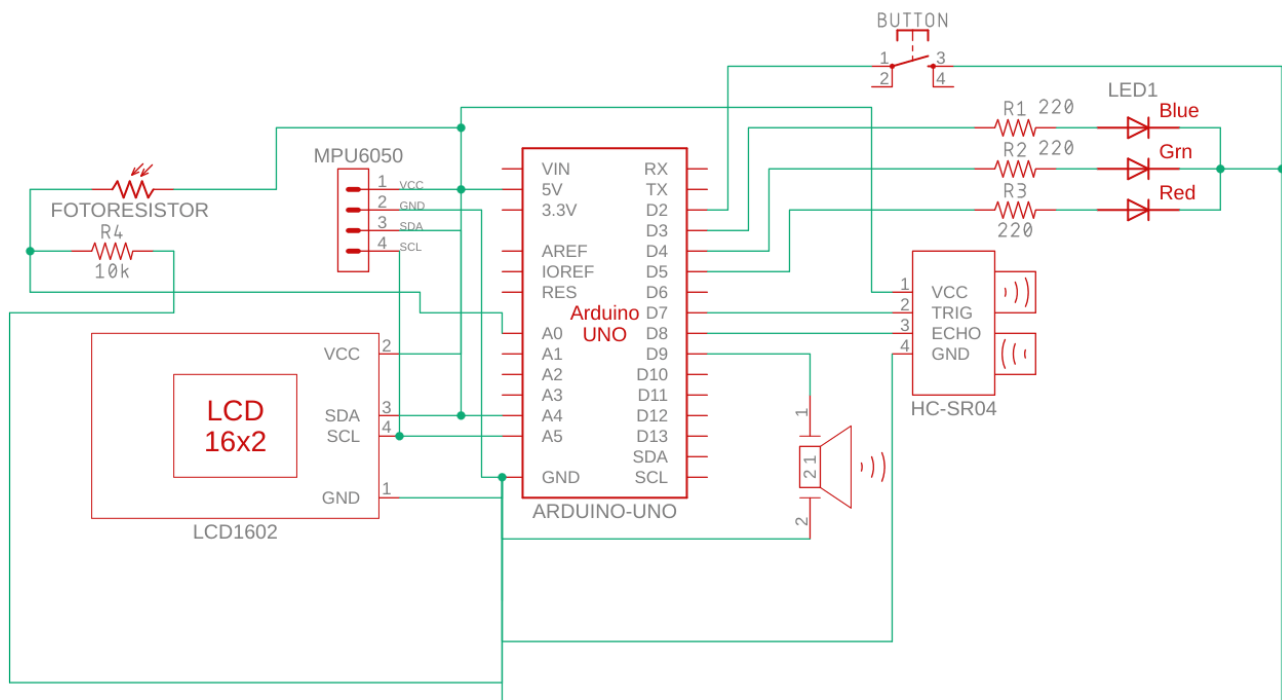 BUTTON
1
3
2
4
LED1
R1 220
Blue
R2 220
Grn
R3
Red
220
MPU6050
1 VCC
2 GND
3 SDA
4 SCL
FOTORESISTOR
R4
10k
VIN
5V
3.3V
AREF
IOREF
RES
A0
A1
A2
A3
A4
A5
GND
Arduino
UNO
RX
TX
D2
D3
D4
D5
D6
D7
D8
D9
D10
D11
D12
D13
SDA
SCL
ARDUINO-UNO
1 VCC
2 TRIG
3 ECHO
4 GND
HC-SR04
LCD
16x2
VCC 2
SDA 3
SCL 4
GND 1
LCD1602
1
2 1
2